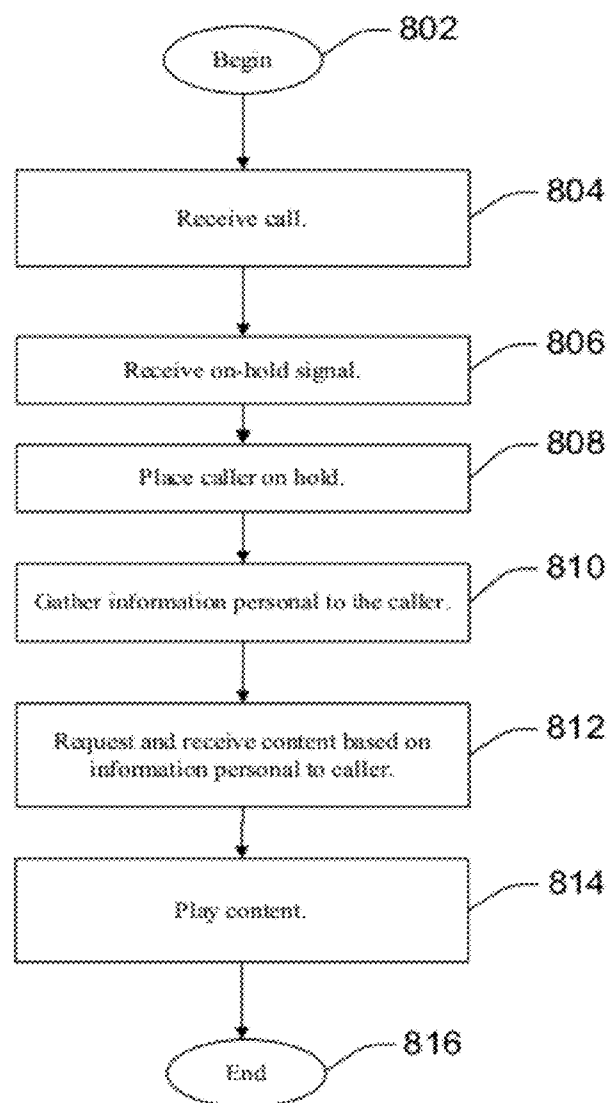 802
Begin
804
Receive call.
806
Receive on-hold signal.
808
Place caller on hold.
810
Gather information personal to the caller.
812
Request and receive content based on
information personal to caller.
814
Play content.
816
End